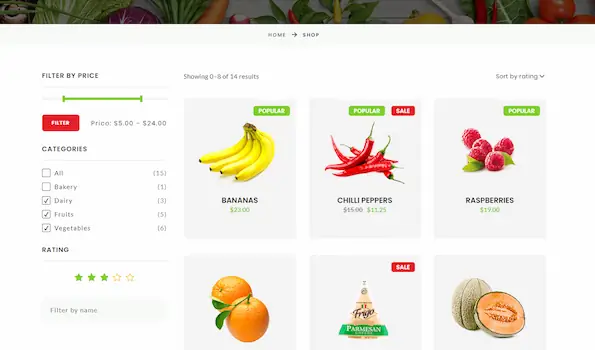 HOME → SHOP
FILTER BY PRICE
Showing 0–8 of 14 results
Sort by rating
FILTER
Price: $5.00 – $24.00
CATEGORIES
All (15)
Bakery (1)
Dairy (3)
Fruits (5)
Vegetables (6)
RATING
Filter by name
POPULAR
BANANAS
$23.00
POPULAR
SALE
CHILLI PEPPERS
$15.00 $11.25
POPULAR
RASPBERRIES
$19.00
SALE
Frigo
PARMESAN